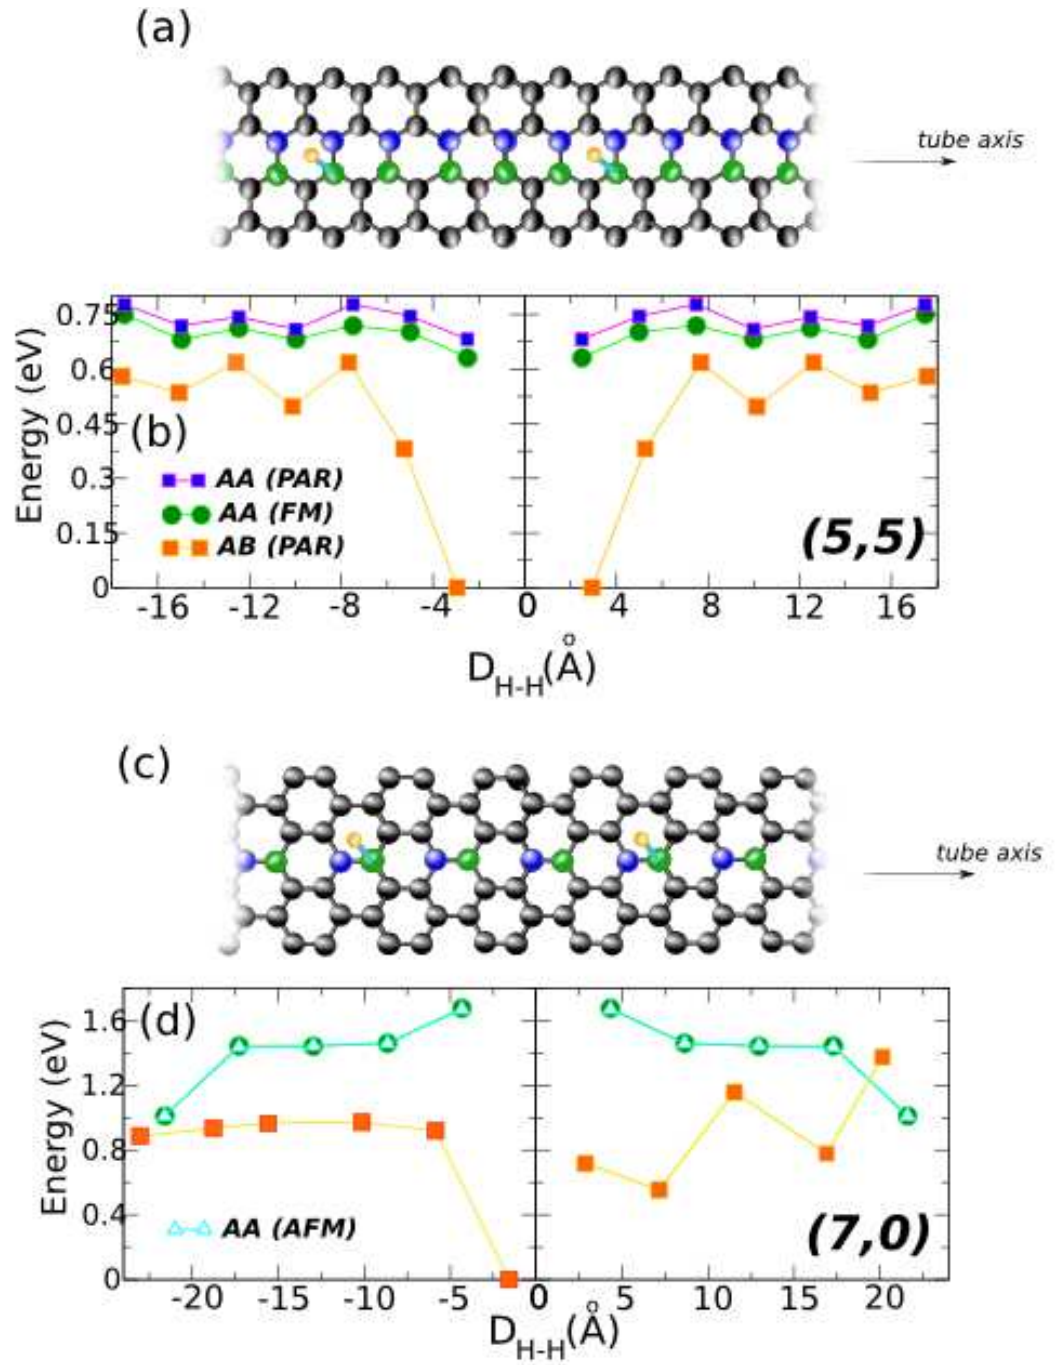 (a)
tube axis
0.75
0.6
0.45
0.3
0.15
0
Energy (eV)
(b)
AA (PAR)
AA (FM)
AB (PAR)
(5,5)
-16 -12 -8 -4 0 4 8 12 16
D_H-H(Å)
(c)
tube axis
1.6
1.2
0.8
0.4
0
Energy (eV)
(d)
AA (AFM)
(7,0)
-20 -15 -10 -5 0 5 10 15 20
D_H-H(Å)